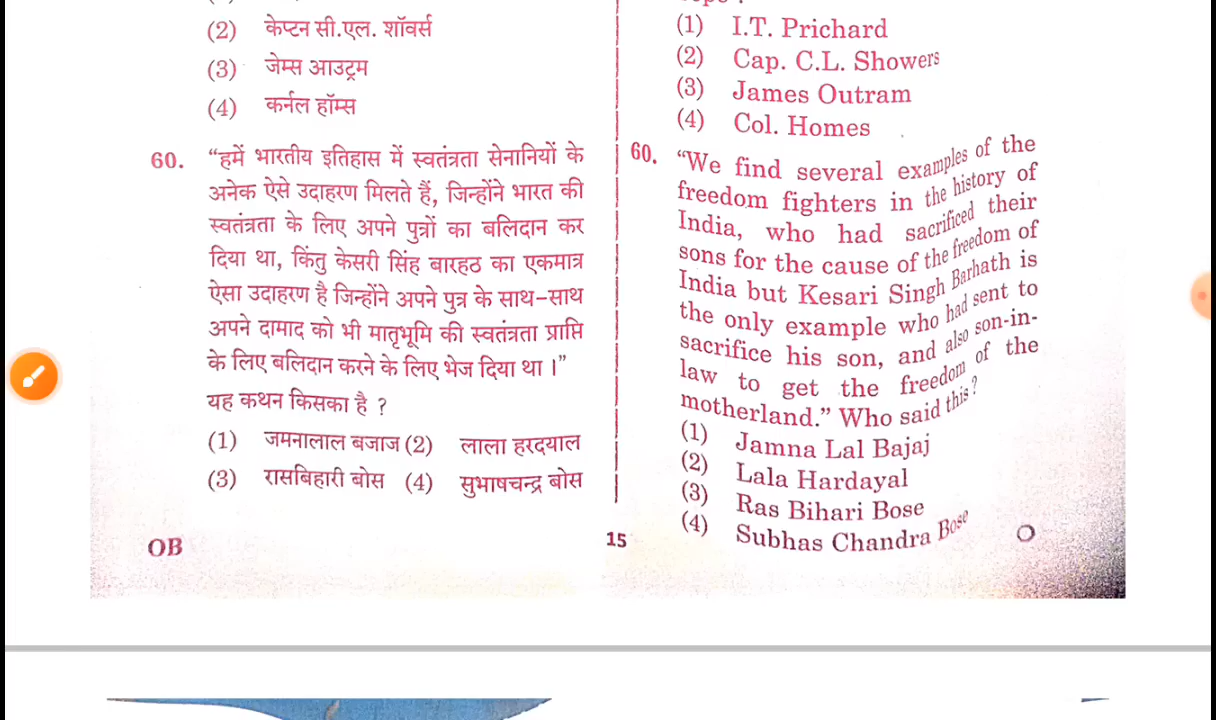 (2) केप्टन सी.एल. शॉवर्स
(3) जेम्स आउट्रम
(4) कर्नल हॉम्स
60. “हमें भारतीय इतिहास में स्वतंत्रता सेनानियों के
अनेक ऐसे उदाहरण मिलते हैं, जिन्होंने भारत की
स्वतंत्रता के लिए अपने पुत्रों का बलिदान कर
दिया था, किंतु केसरी सिंह बारहठ का एकमात्र
ऐसा उदाहरण है जिन्होंने अपने पुत्र के साथ-साथ
अपने दामाद को भी मातृभूमि की स्वतंत्रता प्राप्ति
के लिए बलिदान करने के लिए भेज दिया था ।”
यह कथन किसका है ?
(1) जमनालाल बजाज (2) लाला हरदयाल
(3) रासबिहारी बोस (4) सुभाषचन्द्र बोस
OB
15
(1) I.T. Prichard
(2) Cap. C.L. Showers
(3) James Outram
(4) Col. Homes
60. “We find several examples of the
freedom fighters in the history of
India, who had sacrificed their
sons for the cause of the freedom of
India but Kesari Singh Barhath is
the only example who had sent to
sacrifice his son, and also son-in-
law to get the freedom of the
motherland.” Who said this?
(1) Jamna Lal Bajaj
(2) Lala Hardayal
(3) Ras Bihari Bose
(4) Subhas Chandra Bose
O